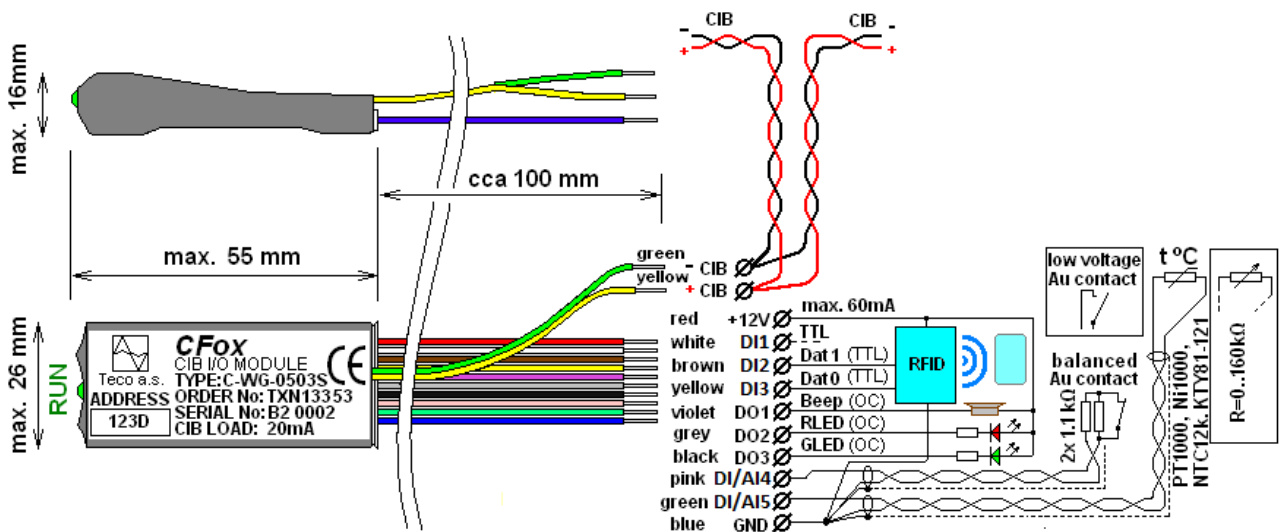 CIB
CIB
- -
+ +
max. 16mm
cca 100 mm
max. 55 mm
green
yellow
- CIB
+ CIB
max. 26 mm
RUN
Teco a.s.
ADDRESS
123D
CFox
CIB I/O MODULE
TYPE:C-WG-0503S
ORDER No:TXN13353
SERIAL No:B2 0002
CIB LOAD: 20mA
CE
max. 60mA
red +12V
white DI1 TTL
brown DI2 Dat1 (TTL)
yellow DI3 Dat0 (TTL)
violet DO1 Beep (OC)
grey DO2 RLED (OC)
black DO3 GLED (OC)
pink DI/AI4
green DI/AI5
blue GND
RFID
low voltage
Au contact
balanced
Au contact
2x 1.1kΩ
t ºC
PT1000, Ni1000,
NTC12k, KTY81-121
R=0..160kΩ